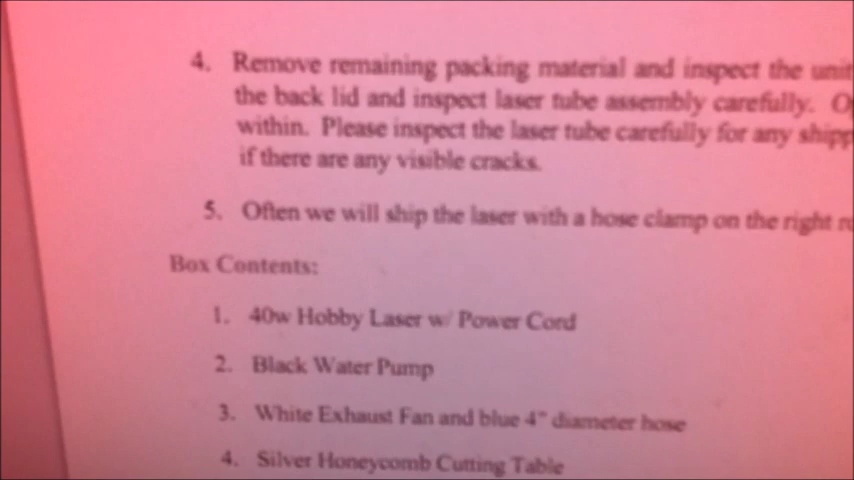 4. Remove remaining packing material and inspect the unit
the back lid and inspect laser tube assembly carefully.
within. Please inspect the laser tube carefully for any shipp
if there are any visible cracks.
5. Often we will ship the laser with a hose clamp on the right
Box Contents:
1. 40w Hobby Laser w/ Power Cord
2. Black Water Pump
3. White Exhaust Fan and blue 4" diameter hose
4. Silver Honeycomb Cutting Table